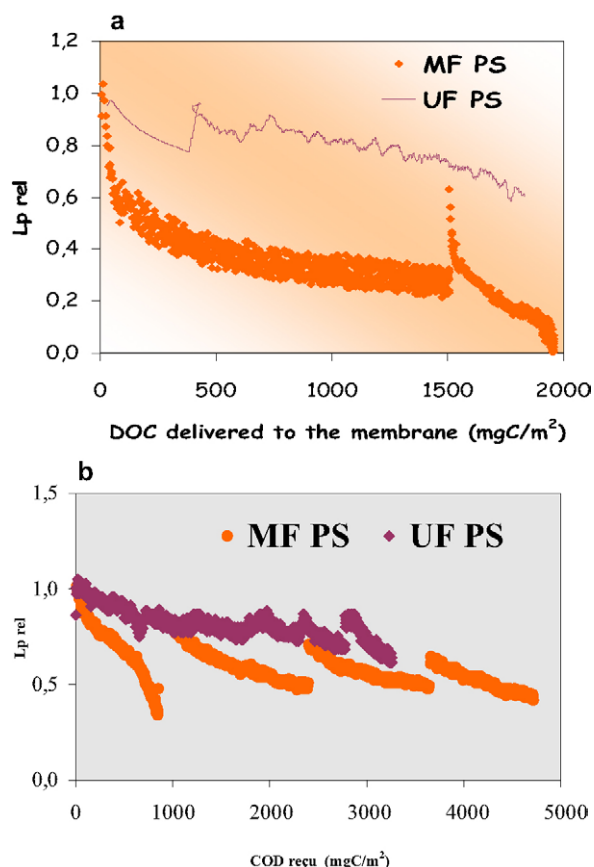 a
1,2
MF PS
1,0
UF PS
0,8
Lp rel
0,6
0,4
0,2
0,0
0 500 1000 1500 2000
DOC delivered to the membrane (mgC/m²)
b
1,5
MF PS UF PS
1,0
Lp rel
0,5
0,0
0 1000 2000 3000 4000 5000
COD reçu (mgC/m²)